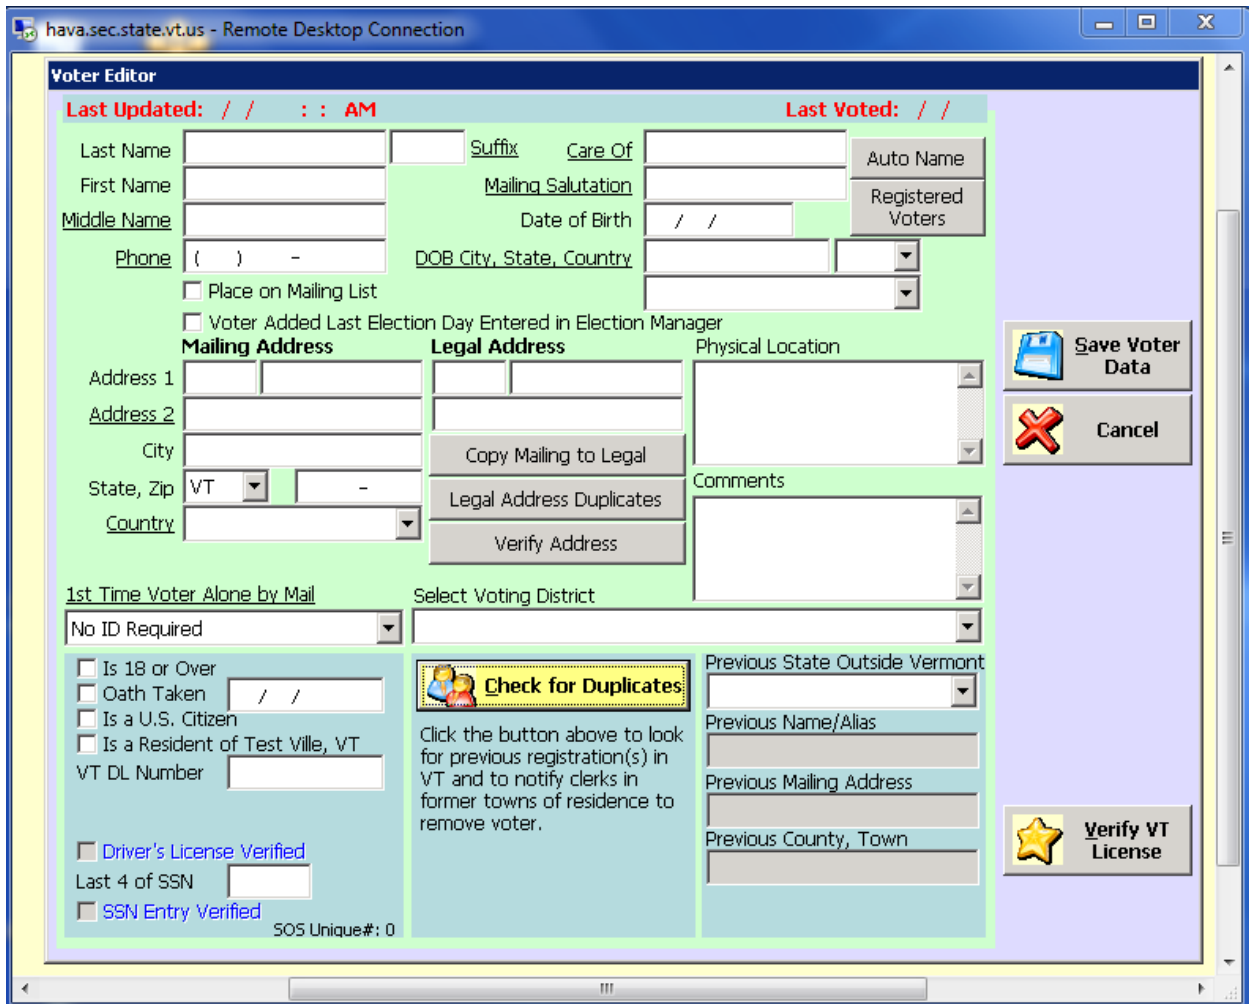 hava.sec.state.vt.us - Remote Desktop Connection
Voter Editor
Last Updated: / / : : AM Last Voted: / /
Last Name Suffix Care Of Auto Name
First Name Mailing Salutation Registered Voters
Middle Name Date of Birth / /
Phone ( ) - DOB City, State, Country
Place on Mailing List
Voter Added Last Election Day Entered in Election Manager
Mailing Address Legal Address Physical Location
Address 1
Address 2
City Copy Mailing to Legal
State, Zip VT - Legal Address Duplicates
Country Verify Address
Comments
Save Voter Data
Cancel
1st Time Voter Alone by Mail Select Voting District
No ID Required
Is 18 or Over
Oath Taken / /
Is a U.S. Citizen
Is a Resident of Test Ville, VT
VT DL Number
Driver's License Verified
Last 4 of SSN
SSN Entry Verified
SOS Unique#: 0
Check for Duplicates
Click the button above to look
for previous registration(s) in
VT and to notify clerks in
former towns of residence to
remove voter.
Previous State Outside Vermont
Previous Name/Alias
Previous Mailing Address
Previous County, Town
Verify VT
License